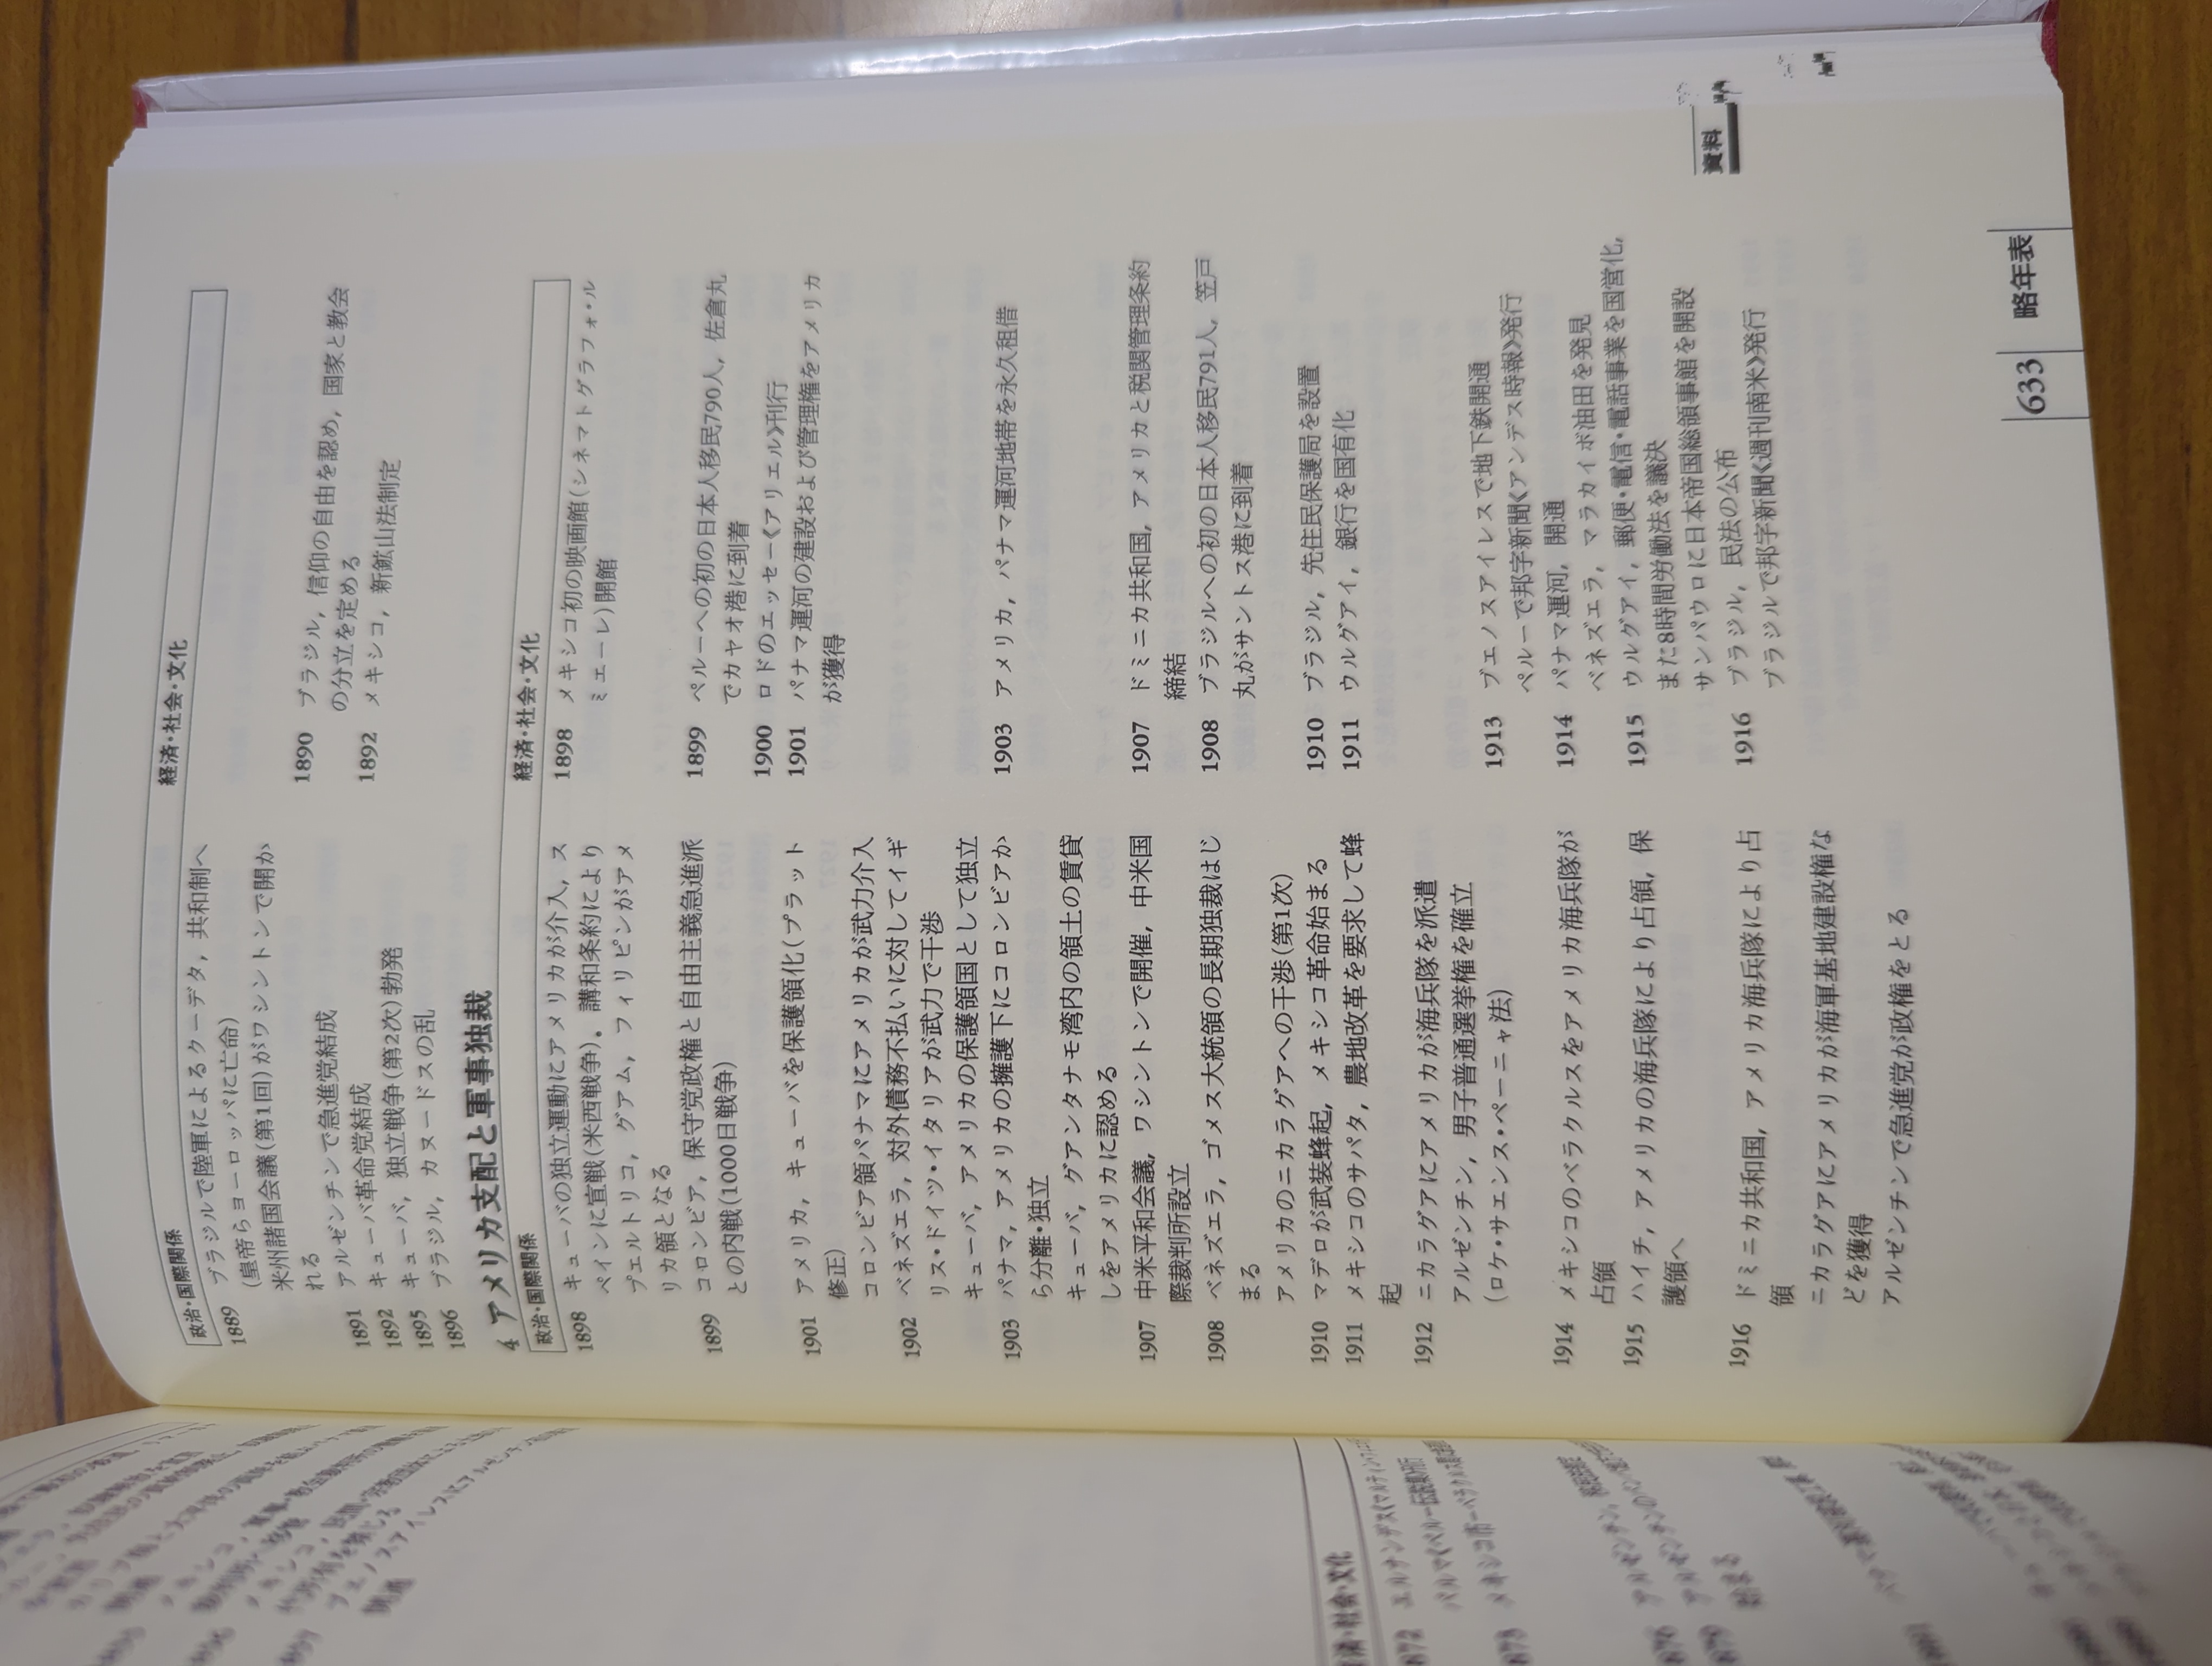 政治・国際関係
1889 ブラジルで陸軍によるクーデタ，共和制へ
(皇帝らヨーロッパに亡命)
米州諸国会議(第1回)がワシントンで開か
れる
1891 アルゼンチンで急進党結成
1892 キューバ革命党結成
1895 キューバ，独立戦争(第2次)勃発
1896 ブラジル，カヌードスの乱
経済・社会・文化
1890 ブラジル，信仰の自由を認め，国家と教会
の分立を定める
1892 メキシコ，新鉱山法制定
4 アメリカ支配と軍事独裁
政治・国際関係
1898 キューバの独立運動にアメリカが介入，ス
ペインに宣戦(米西戦争)．講和条約により
プエルトリコ，グアム，フィリピンがアメ
リカ領となる
1899 コロンビア，保守党政権と自由主義急進派
との内戦(1000日戦争)
1901 アメリカ，キューバを保護領化(プラット
修正)
コロンビア領パナマにアメリカが武力介入
1902 ベネズエラ，対外債務不払いに対してイギ
リス・ドイツ・イタリアが武力で干渉
キューバ，アメリカの保護領国として独立
1903 パナマ，アメリカの擁護下にコロンビアか
ら分離・独立
キューバ，グアンタナモ湾内の領土の賃貸
しをアメリカに認める
1907 中米平和会議，ワシントンで開催，中米国
際裁判所設立
1908 ベネズエラ，ゴメス大統領の長期独裁はじ
まる
アメリカのニカラグアへの干渉(第1次)
1910 マデロが武装蜂起，メキシコ革命始まる
1911 メキシコのサパタ，農地改革を要求して蜂
起
1912 ニカラグアにアメリカが海兵隊を派遣
アルゼンチン，男子普通選挙権を確立
(ロケ・サエンス・ペーニャ法)
1914 メキシコのベラクルスをアメリカ海兵隊が
占領
1915 ハイチ，アメリカの海兵隊により占領，保
護領へ
1916 ドミニカ共和国，アメリカ海兵隊により占
領
ニカラグアにアメリカが海軍基地建設権な
どを獲得
アルゼンチンで急進党が政権をとる
経済・社会・文化
1898 メキシコ初の映画館(シネマトグラフォ・ル
ミエーレ)開館
1899 ペルーへの初の日本人移民790人，佐倉丸
でカヤオ港に到着
1900 ロドのエッセー《アリエル》刊行
1901 パナマ運河の建設および管理権をアメリカ
が獲得
1903 アメリカ，パナマ運河地帯を永久租借
1907 ドミニカ共和国，アメリカと税関管理条約
締結
1908 ブラジルへの初の日本人移民791人，笠戸
丸がサントス港に到着
1910 ブラジル，先住民保護局を設置
1911 ウルグアイ，銀行を国有化
1913 ブエノスアイレスで地下鉄開通
ペルーで邦字新聞《アンデス時報》発行
1914 パナマ運河，開通
ベネズエラ，マラカイボ油田を発見
1915 ウルグアイ，郵便・電信・電話事業を国営化，
また8時間労働法を議決
サンパウロに日本帝国総領事館を開設
1916 ブラジル，民法の公布
ブラジルで邦字新聞《週刊南米》発行
資料
633 略年表